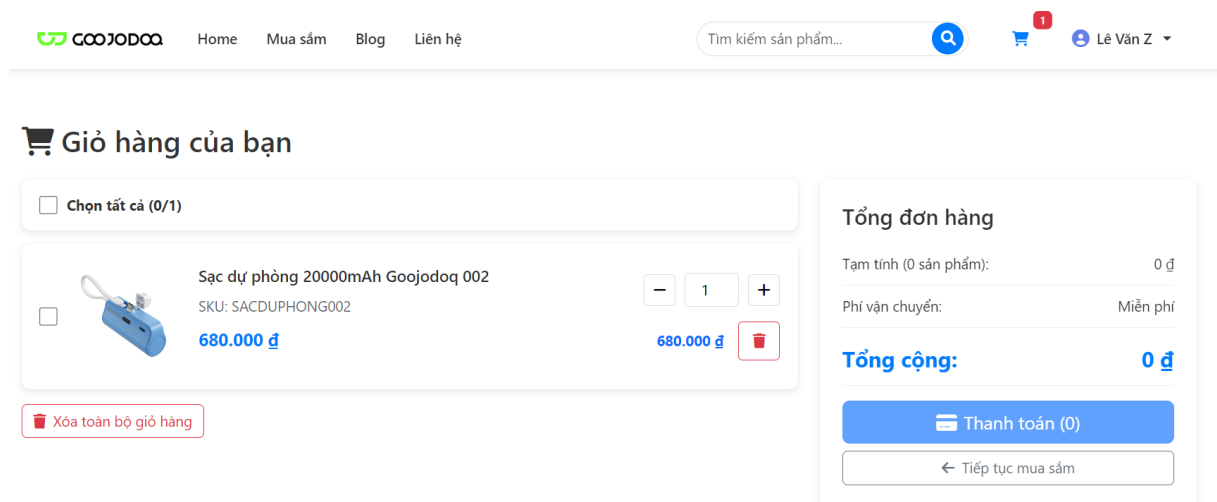 GOOJODOQ Home Mua sắm Blog Liên hệ Tìm kiếm sản phẩm... 1 Lê Văn Z
Giỏ hàng của bạn
Chọn tất cả (0/1)
Sạc dự phòng 20000mAh Goojodoq 002
SKU: SACDUPHONG002
680.000 ₫
1
680.000 ₫
Xóa toàn bộ giỏ hàng
Tổng đơn hàng
Tạm tính (0 sản phẩm): 0 ₫
Phí vận chuyển: Miễn phí
Tổng cộng: 0 ₫
Thanh toán (0)
Tiếp tục mua sắm